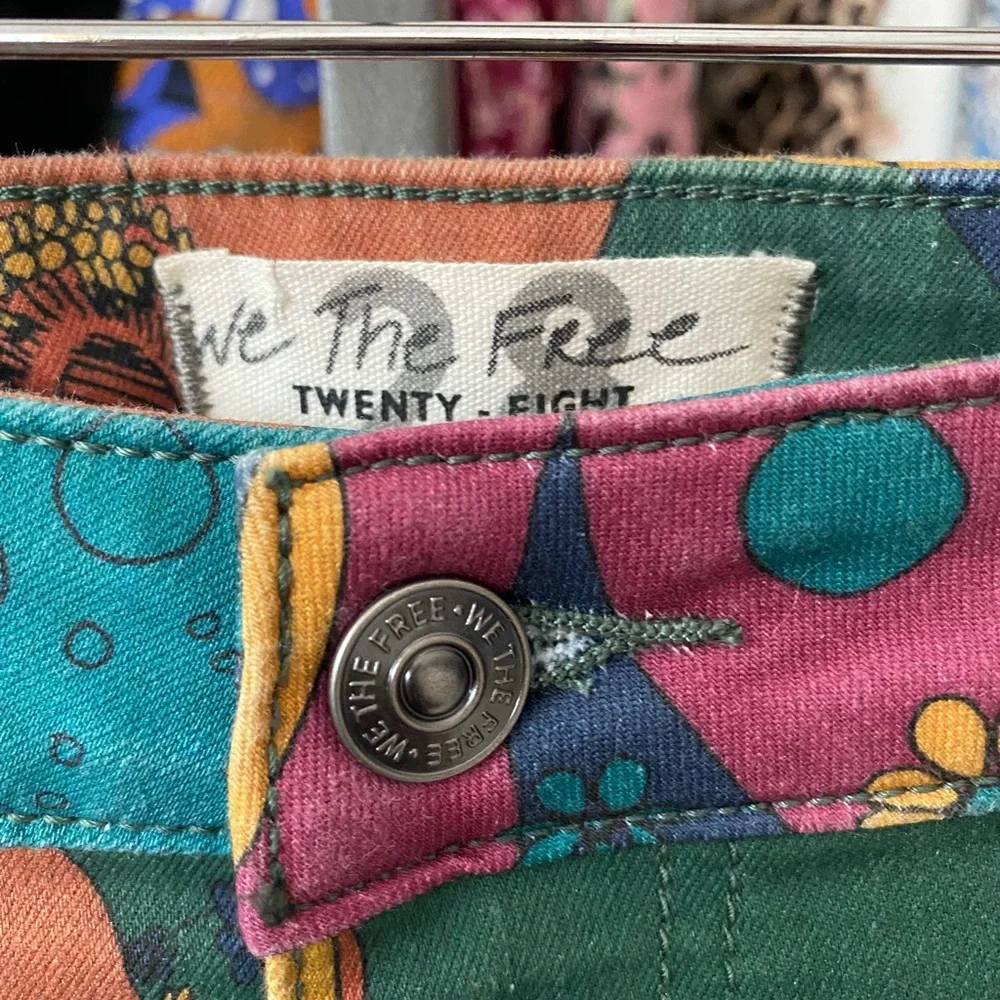 We The Free
TWENTY - EIGHT
WE THE FREE • WE THE FREE •